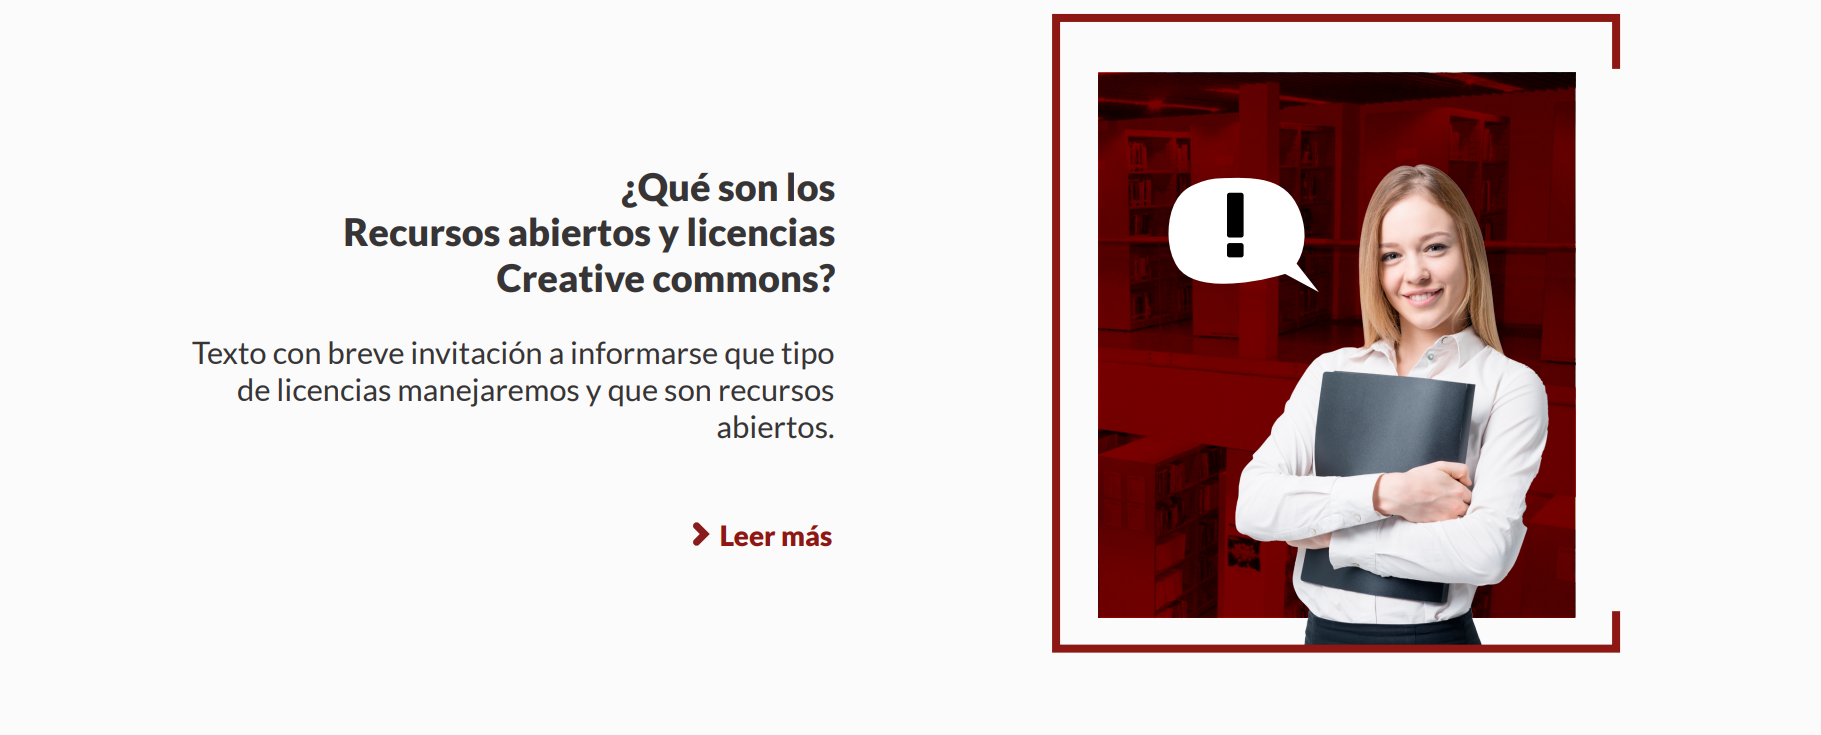 ¿Qué son los
Recursos abiertos y licencias
Creative commons?
Texto con breve invitación a informarse que tipo
de licencias manejaremos y que son recursos
abiertos.
Leer más
!